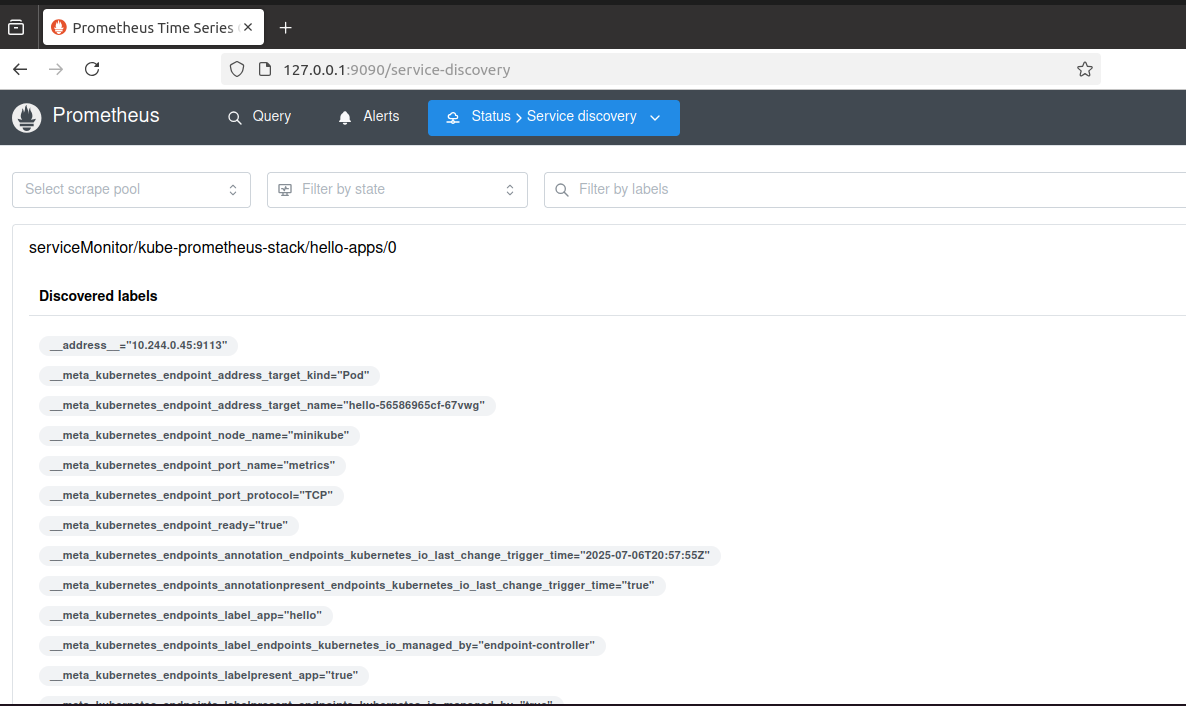 Prometheus Time Series
127.0.0.1:9090/service-discovery
Prometheus Query Alerts Status > Service discovery
Select scrape pool Filter by state Filter by labels
serviceMonitor/kube-prometheus-stack/hello-apps/0
Discovered labels
__address__="10.244.0.45:9113"
__meta_kubernetes_endpoint_address_target_kind="Pod"
__meta_kubernetes_endpoint_address_target_name="hello-56586965cf-67vwg"
__meta_kubernetes_endpoint_node_name="minikube"
__meta_kubernetes_endpoint_port_name="metrics"
__meta_kubernetes_endpoint_port_protocol="TCP"
__meta_kubernetes_endpoint_ready="true"
__meta_kubernetes_endpoints_annotation_endpoints_kubernetes_io_last_change_trigger_time="2025-07-06T20:57:55Z"
__meta_kubernetes_endpoints_annotationpresent_endpoints_kubernetes_io_last_change_trigger_time="true"
__meta_kubernetes_endpoints_label_app="hello"
__meta_kubernetes_endpoints_label_endpoints_kubernetes_io_managed_by="endpoint-controller"
__meta_kubernetes_endpoints_labelpresent_app="true"
__meta_kubernetes_endpoints_labelpresent_endpoints_kubernetes_io_managed_by="true"